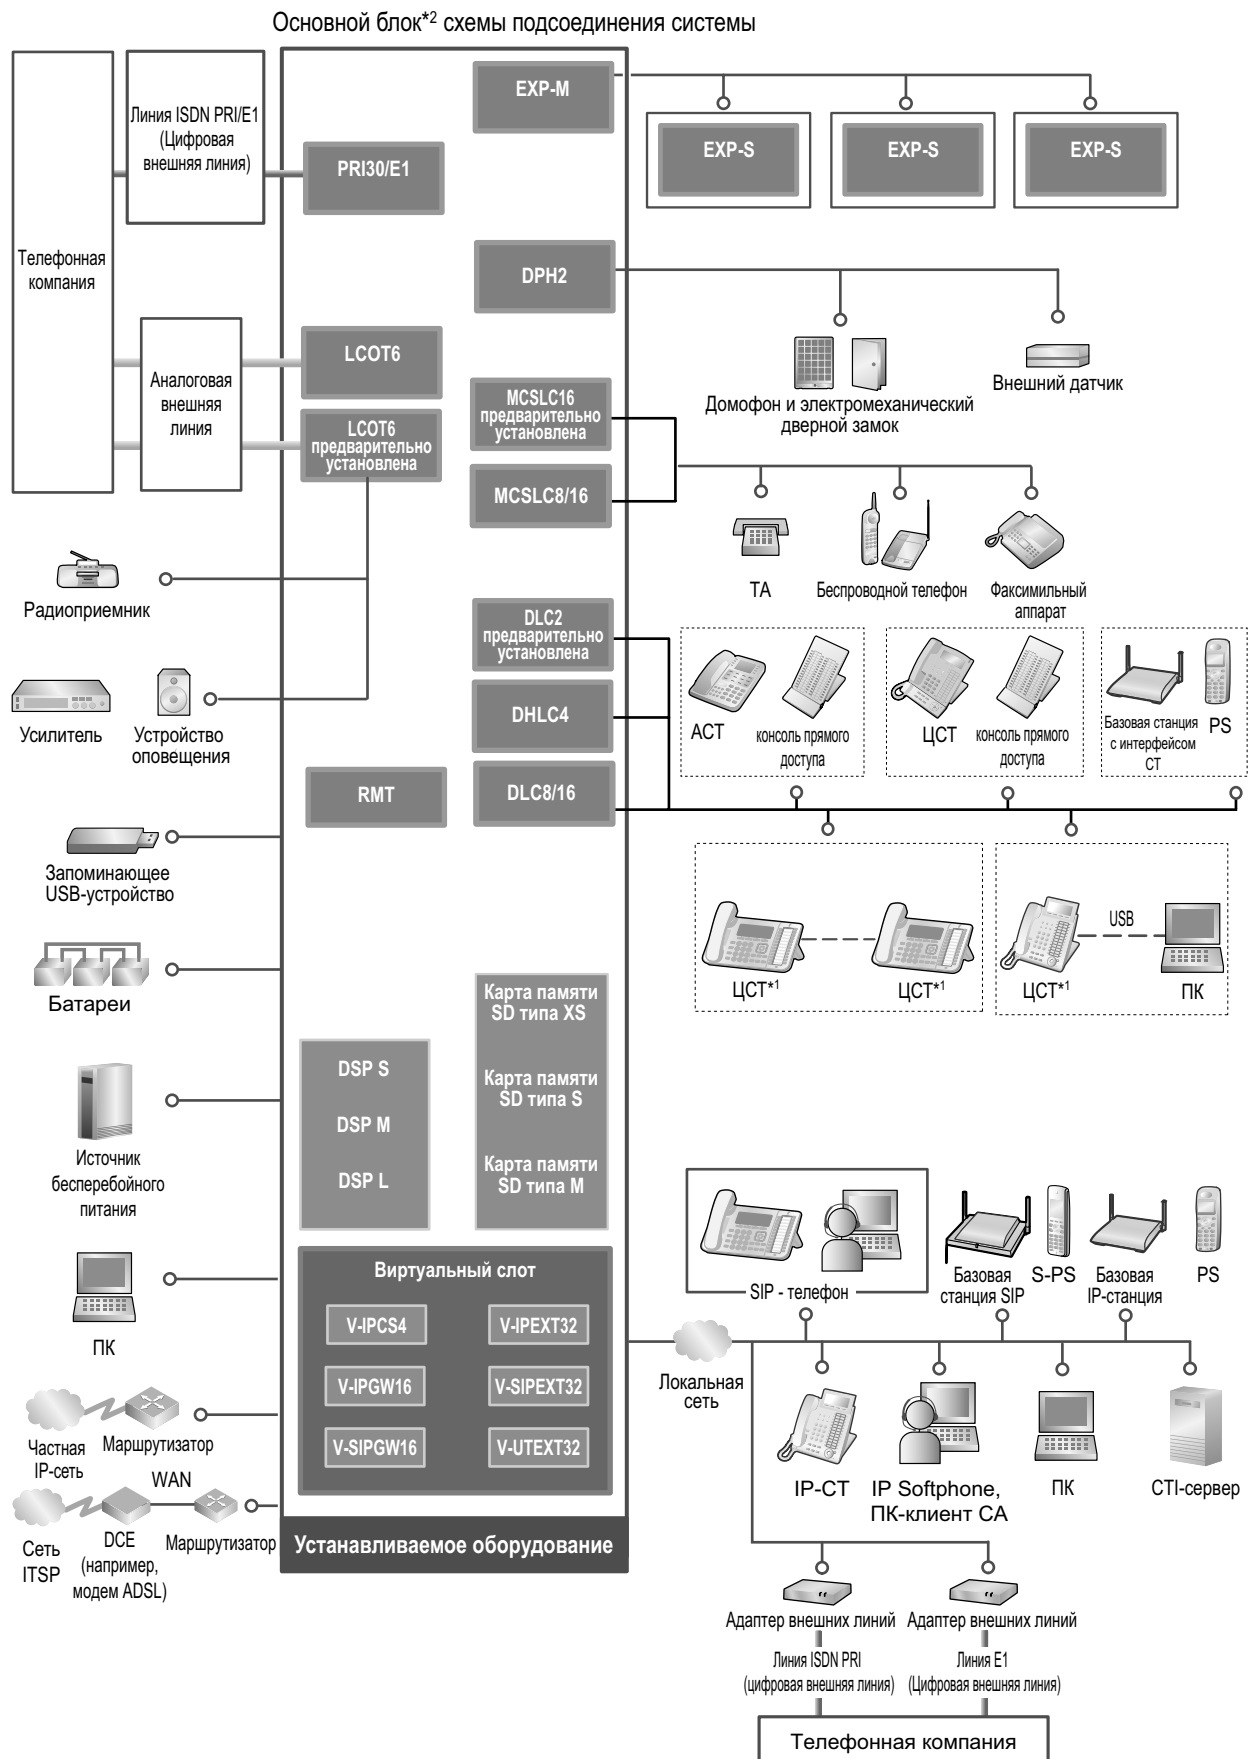 Основной блок*2 схемы подсоединения системы
Телефонная
компания
Линия ISDN PRI/E1
(Цифровая
внешняя линия)
PRI30/E1
EXP-M
EXP-S
EXP-S
EXP-S
DPH2
Домофон и электромеханический
дверной замок
Внешний датчик
Аналоговая
внешняя
линия
LCOT6
LCOT6
предварительно
установлена
MCSLC16
предварительно
установлена
MCSLC8/16
ТА
Беспроводной телефон
Факсимильный
аппарат
Радиоприемник
Усилитель
Устройство
оповещения
DLC2
предварительно
установлена
DHLC4
DLC8/16
RMT
АСТ
консоль прямого
доступа
ЦСТ
консоль прямого
доступа
Базовая станция
с интерфейсом
СТ
PS
Запоминающее
USB-устройство
Батареи
ЦСТ*1
ЦСТ*1
ЦСТ*1
USB
ПК
Источник
бесперебойного
питания
DSP S
DSP M
DSP L
Карта памяти
SD типа XS
Карта памяти
SD типа S
Карта памяти
SD типа M
SIP - телефон
Базовая
станция SIP
S-PS
Базовая
IP-станция
PS
ПК
Виртуальный слот
V-IPCS4
V-IPEXT32
V-IPGW16
V-SIPEXT32
V-SIPGW16
V-UTEXT32
Локальная
сеть
IP-CT
IP Softphone,
ПК-клиент CA
ПК
CTI-сервер
Частная
IP-сеть
Маршрутизатор
WAN
Сеть
ITSP
DCE
(например,
модем ADSL)
Маршрутизатор
Устанавливаемое оборудование
Адаптер внешних линий
Адаптер внешних линий
Линия ISDN PRI
(цифровая внешняя линия)
Линия E1
(Цифровая внешняя линия)
Телефонная компания